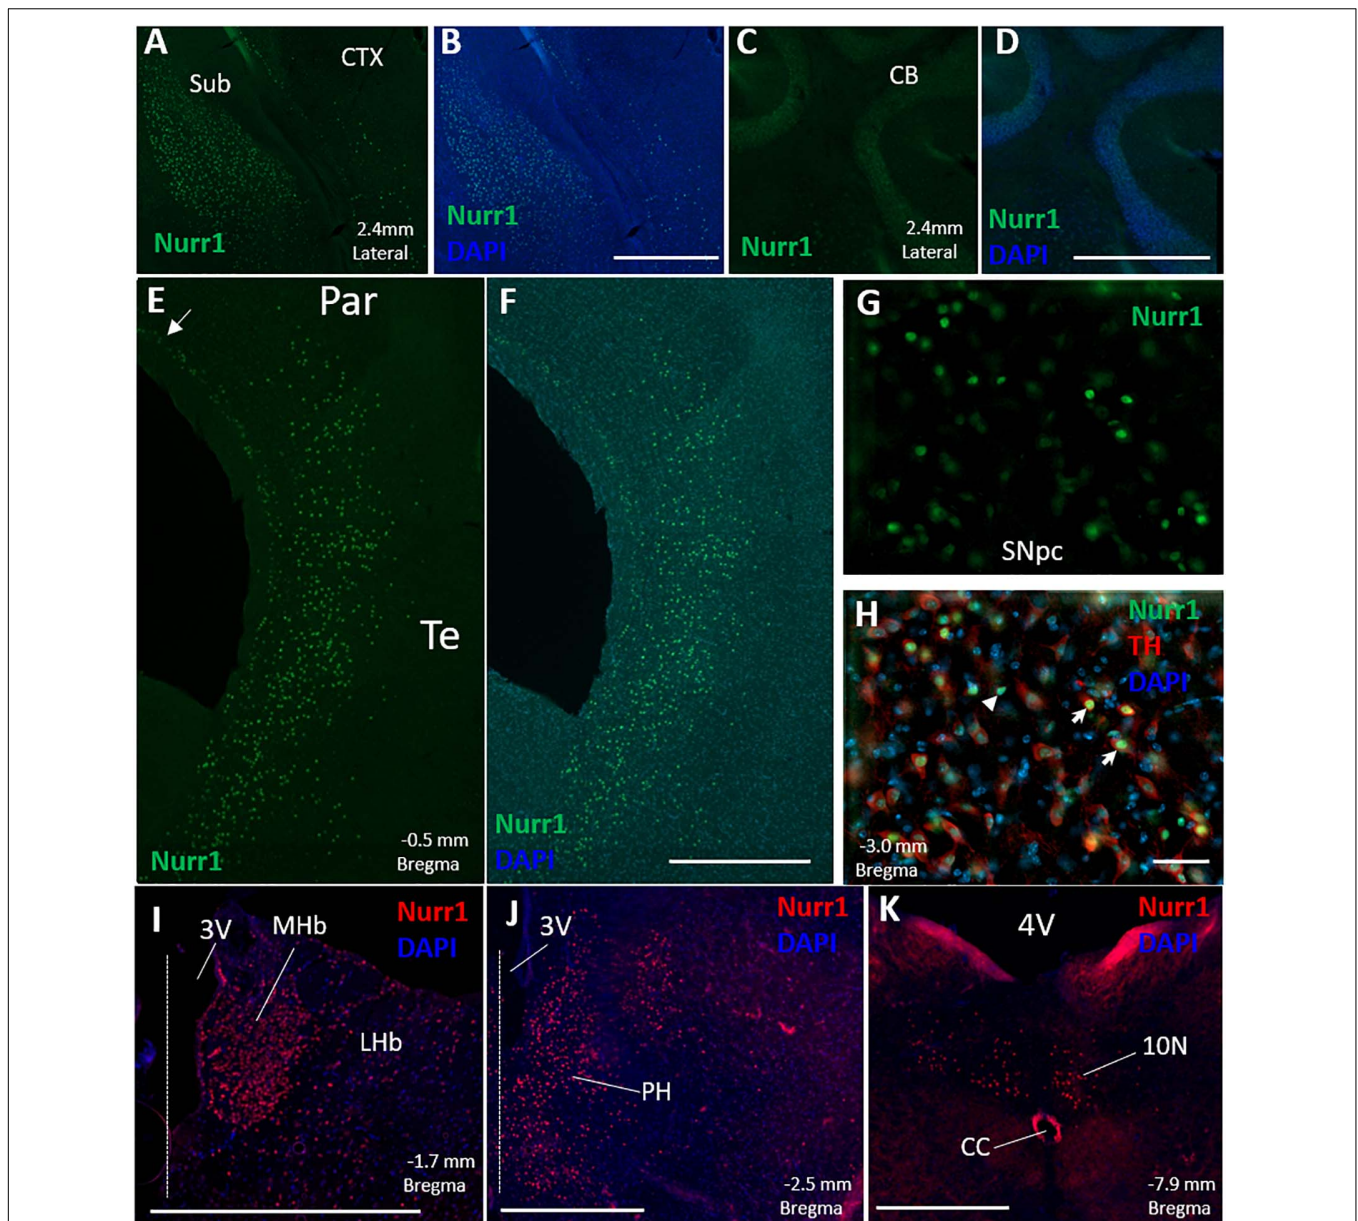 A
CTX
Sub
Nurr1
2.4mm
Lateral
B
Nurr1
DAPI
C
CB
Nurr1
2.4mm
Lateral
D
Nurr1
DAPI
E
Par
Te
Nurr1
-0.5 mm
Bregma
F
Nurr1
DAPI
G
Nurr1
SNpc
H
Nurr1
TH
DAPI
-3.0 mm
Bregma
I
Nurr1
DAPI
3V
MHb
LHb
-1.7 mm
Bregma
J
Nurr1
DAPI
3V
PH
-2.5 mm
Bregma
K
4V
Nurr1
DAPI
10N
CC
-7.9 mm
Bregma